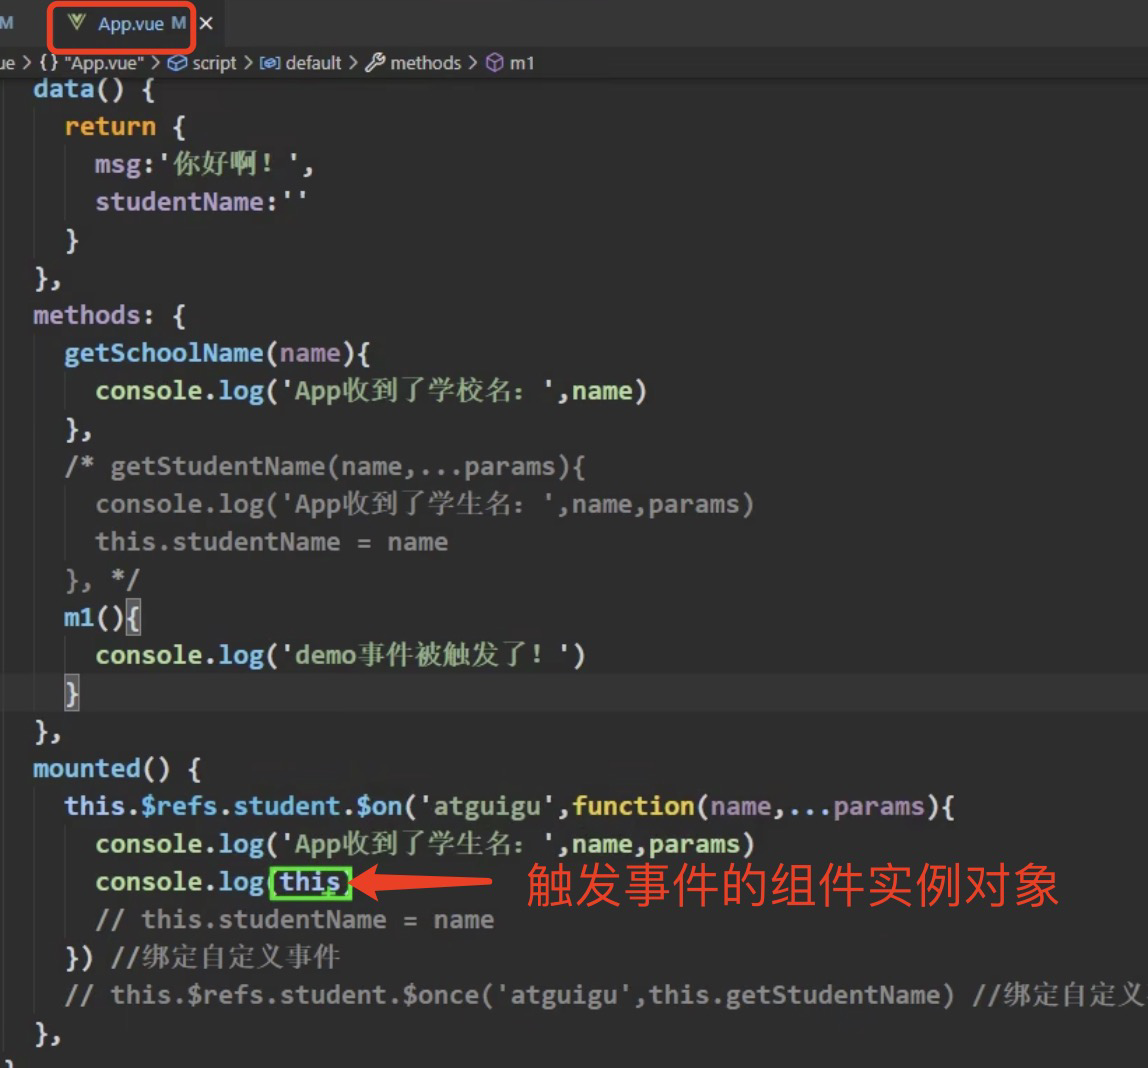 M App.vue M ×
ue > {} "App.vue" > script > default > methods > m1
data() {
return {
msg:'你好啊！',
studentName:''
}
},
methods: {
getSchoolName(name){
console.log('App收到了学校名：',name)
},
/* getStudentName(name,...params){
console.log('App收到了学生名：',name,params)
this.studentName = name
}, */
m1(){
console.log('demo事件被触发了！')
}
},
mounted() {
this.$refs.student.$on('atguigu',function(name,...params){
console.log('App收到了学生名：',name,params)
console.log(this 触发事件的组件实例对象
// this.studentName = name
}) //绑定自定义事件
// this.$refs.student.$once('atguigu',this.getStudentName) //绑定自定义
},